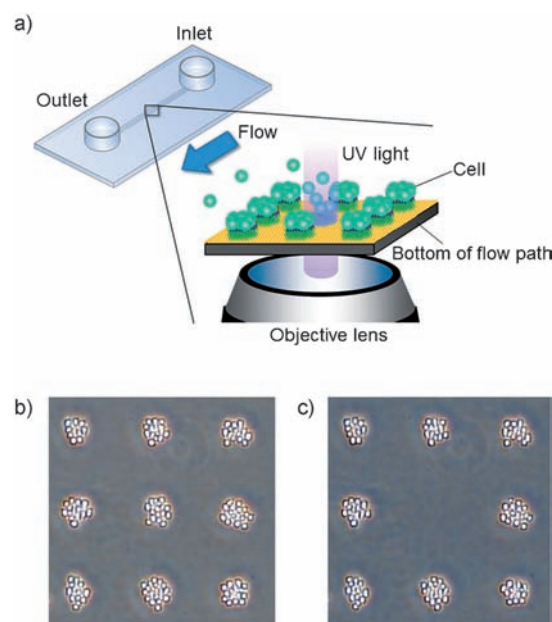 a)
Inlet
Outlet
Flow
UV light
Cell
Bottom of flow path
Objective lens
b)
c)